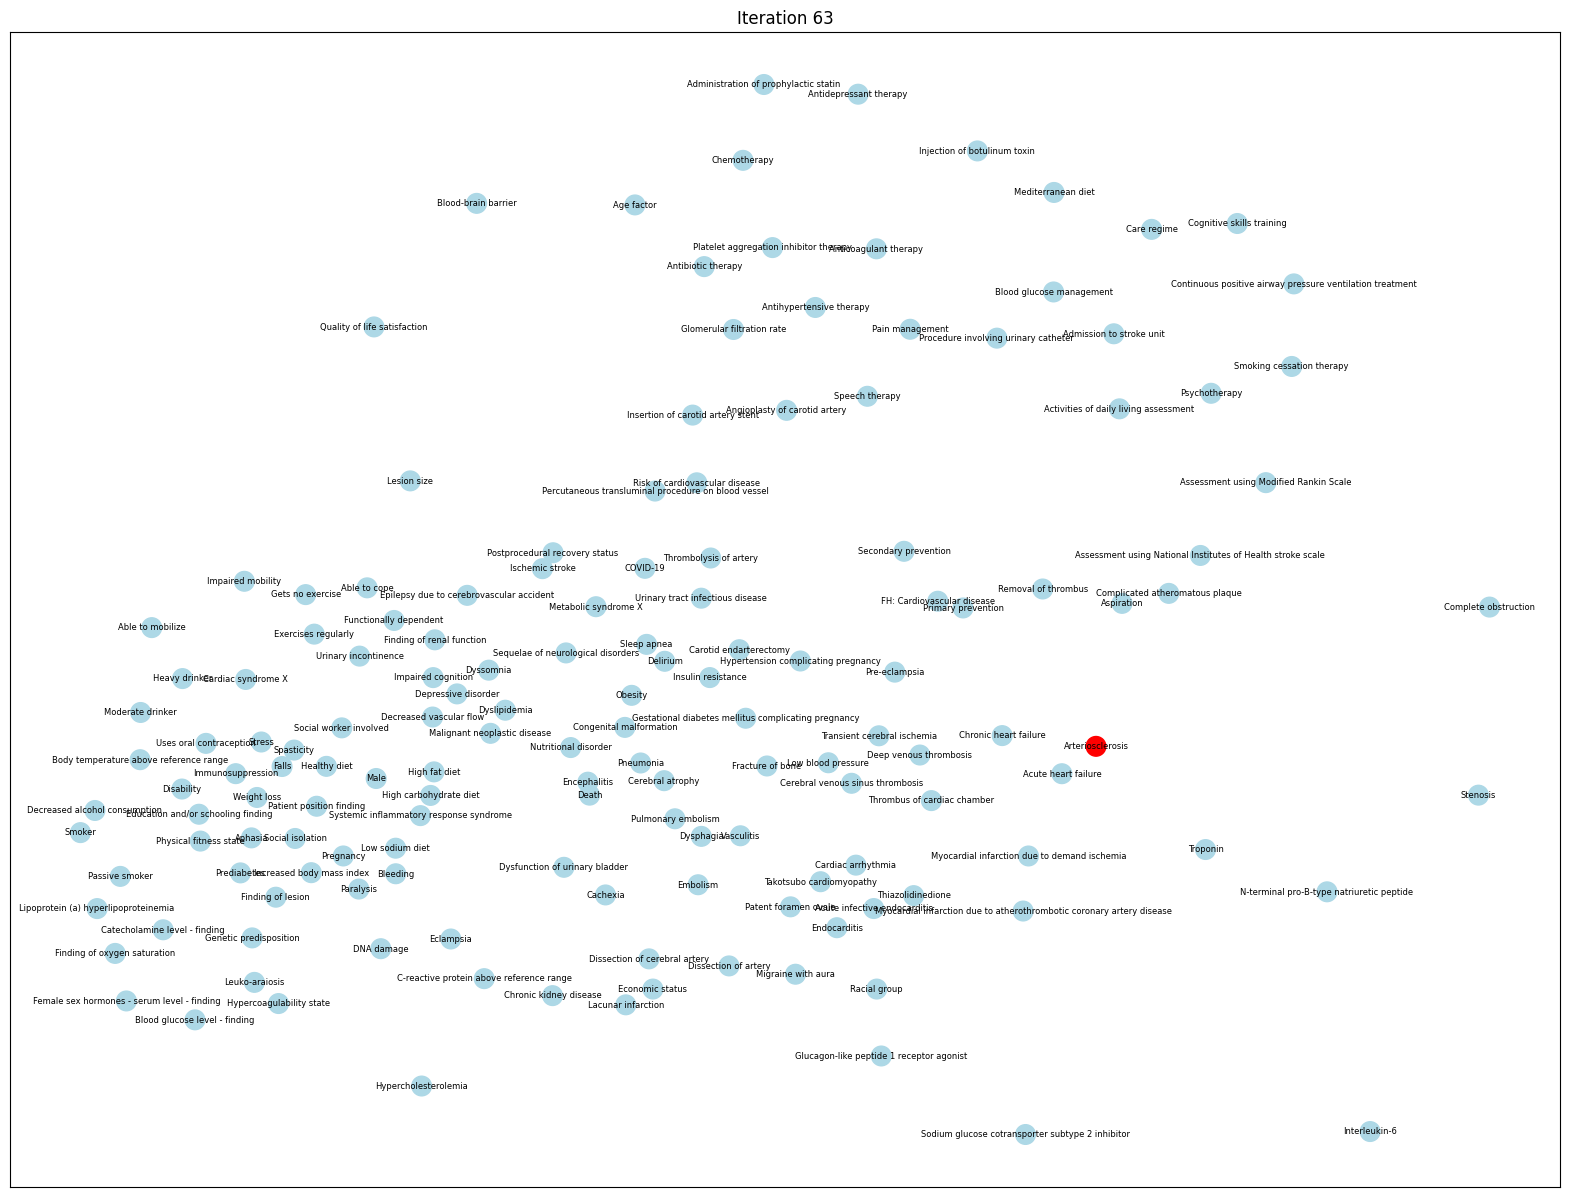 Iteration 63
Administration of prophylactic statin
Antidepressant therapy
Injection of botulinum toxin
Chemotherapy
Mediterranean diet
Blood-brain barrier
Age factor
Cognitive skills training
Care regime
Platelet aggregation inhibitor therapy
Anticoagulant therapy
Antibiotic therapy
Continuous positive airway pressure ventilation treatment
Blood glucose management
Antihypertensive therapy
Quality of life satisfaction
Glomerular filtration rate
Pain management
Procedure involving urinary catheter
Admission to stroke unit
Smoking cessation therapy
Psychotherapy
Speech therapy
Activities of daily living assessment
Insertion of carotid artery stent
Angioplasty of carotid artery
Lesion size
Risk of cardiovascular disease
Percutaneous transluminal procedure on blood vessel
Assessment using Modified Rankin Scale
Postprocedural recovery status
Secondary prevention
Thrombolysis of artery
Assessment using National Institutes of Health stroke scale
Ischemic stroke
COVID-19
Impaired mobility
Able to cope
Gets no exercise
Epilepsy due to cerebrovascular accident
Removal of thrombus
Complicated atheromatous plaque
Urinary tract infectious disease
FH: Cardiovascular disease
Aspiration
Metabolic syndrome X
Primary prevention
Complete obstruction
Functionally dependent
Able to mobilize
Exercises regularly
Finding of renal function
Sleep apnea
Carotid endarterectomy
Urinary incontinence
Sequelae of neurological disorders
Delirium
Hypertension complicating pregnancy
Dyssomnia
Pre-eclampsia
Heavy drinker
Cardiac syndrome X
Impaired cognition
Insulin resistance
Depressive disorder
Obesity
Moderate drinker
Dyslipidemia
Decreased vascular flow
Gestational diabetes mellitus complicating pregnancy
Social worker involved
Congenital malformation
Malignant neoplastic disease
Transient cerebral ischemia
Chronic heart failure
Uses oral contraception
Stress
Spasticity
Nutritional disorder
Arteriosclerosis
Deep venous thrombosis
Body temperature above reference range
Falls
Healthy diet
Pneumonia
Fracture of bone
Low blood pressure
Immunosuppression
High fat diet
Acute heart failure
Male
Encephalitis
Cerebral atrophy
Cerebral venous sinus thrombosis
Disability
Weight loss
High carbohydrate diet
Death
Stenosis
Thrombus of cardiac chamber
Decreased alcohol consumption
Education and/or schooling finding
Patient position finding
Systemic inflammatory response syndrome
Pulmonary embolism
Smoker
Physical fitness state
Aphasia
Social isolation
Dysphagia
Vasculitis
Low sodium diet
Troponin
Pregnancy
Myocardial infarction due to demand ischemia
Dysfunction of urinary bladder
Cardiac arrhythmia
Passive smoker
Prediabetes
Increased body mass index
Bleeding
Takotsubo cardiomyopathy
Embolism
Paralysis
N-terminal pro-B-type natriuretic peptide
Finding of lesion
Cachexia
Thiazolidinedione
Lipoprotein (a) hyperlipoproteinemia
Patent foramen ovale
Acute infective endocarditis
Myocardial infarction due to atherothrombotic coronary artery disease
Catecholamine level - finding
Endocarditis
Genetic predisposition
Eclampsia
DNA damage
Finding of oxygen saturation
Dissection of cerebral artery
Dissection of artery
Migraine with aura
C-reactive protein above reference range
Leuko-araiosis
Economic status
Racial group
Chronic kidney disease
Female sex hormones - serum level - finding
Hypercoagulability state
Lacunar infarction
Blood glucose level - finding
Glucagon-like peptide 1 receptor agonist
Hypercholesterolemia
Interleukin-6
Sodium glucose cotransporter subtype 2 inhibitor